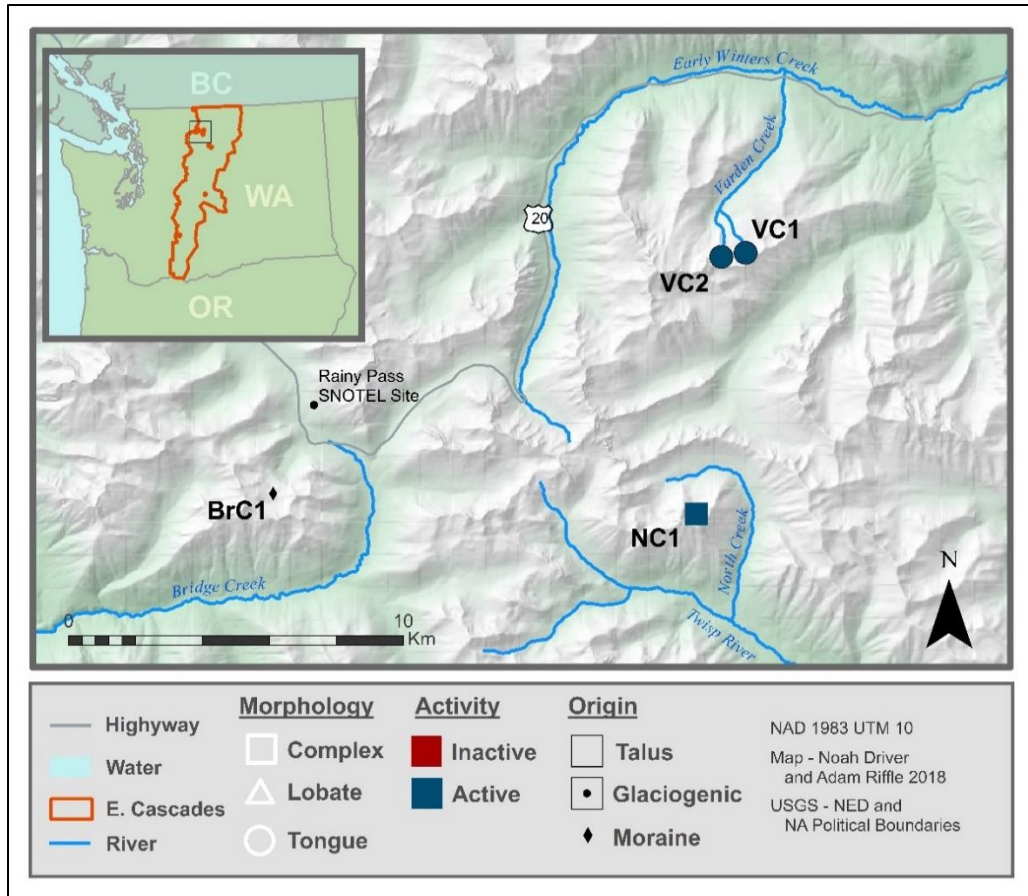 BC
WA
OR
Early Winters Creek
Varden Creek
20
VC1
VC2
Rainy Pass
SNOTEL Site
BrC1
NC1
North Creek
Bridge Creek
Twisp River
N
0
10
Km
Highyway
Water
E. Cascades
River
Morphology
Complex
Lobate
Tongue
Activity
Inactive
Active
Origin
Talus
Glaciogenic
Moraine
NAD 1983 UTM 10
Map - Noah Driver
and Adam Riffle 2018
USGS - NED and
NA Political Boundaries